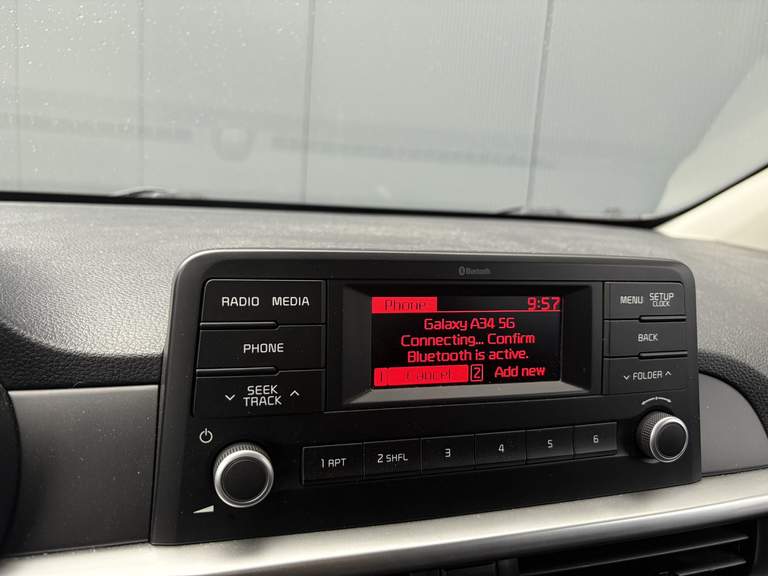 Bluetooth
RADIO MEDIA
PHONE
SEEK
TRACK
Phone 9:57
Galaxy A34 5G
Connecting... Confirm
Bluetooth is active.
1 Cancel 2 Add new
MENU SETUP
CLOCK
BACK
FOLDER
1 RPT 2 SHFL 3 4 5 6